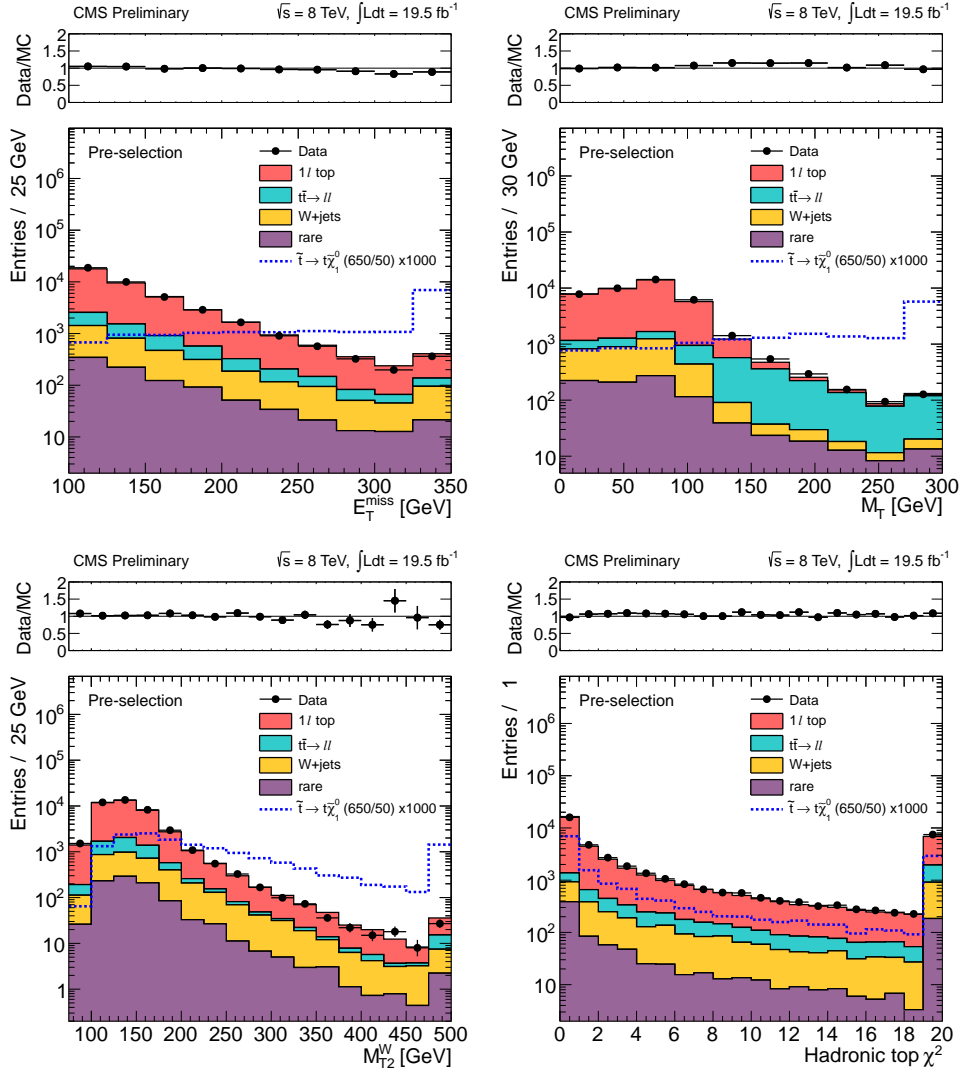 CMS Preliminary √s = 8 TeV, ∫Ldt = 19.5 fb⁻¹
Data/MC
2
1.5
1
0.5
0
Entries / 25 GeV
Pre-selection
Data
1l top
tt̄→ ll
W+jets
rare
t̃→ tχ̃⁰₁ (650/50) x1000
10⁶
10⁵
10⁴
10³
10²
10
100 150 200 250 300 350
E_T^miss [GeV]
CMS Preliminary √s = 8 TeV, ∫Ldt = 19.5 fb⁻¹
Data/MC
2
1.5
1
0.5
0
Entries / 30 GeV
Pre-selection
Data
1l top
tt̄→ ll
W+jets
rare
t̃→ tχ̃⁰₁ (650/50) x1000
10⁶
10⁵
10⁴
10³
10²
10
0 50 100 150 200 250 300
M_T [GeV]
CMS Preliminary √s = 8 TeV, ∫Ldt = 19.5 fb⁻¹
Data/MC
2
1.5
1
0.5
0
Entries / 25 GeV
Pre-selection
Data
1l top
tt̄→ ll
W+jets
rare
t̃→ tχ̃⁰₁ (650/50) x1000
10⁶
10⁵
10⁴
10³
10²
10
1
100 150 200 250 300 350 400 450 500
M_T2^W [GeV]
CMS Preliminary √s = 8 TeV, ∫Ldt = 19.5 fb⁻¹
Data/MC
2
1.5
1
0.5
0
Entries / 1
Pre-selection
Data
1l top
tt̄→ ll
W+jets
rare
t̃→ tχ̃⁰₁ (650/50) x1000
10⁶
10⁵
10⁴
10³
10²
10
0 2 4 6 8 10 12 14 16 18 20
Hadronic top χ²